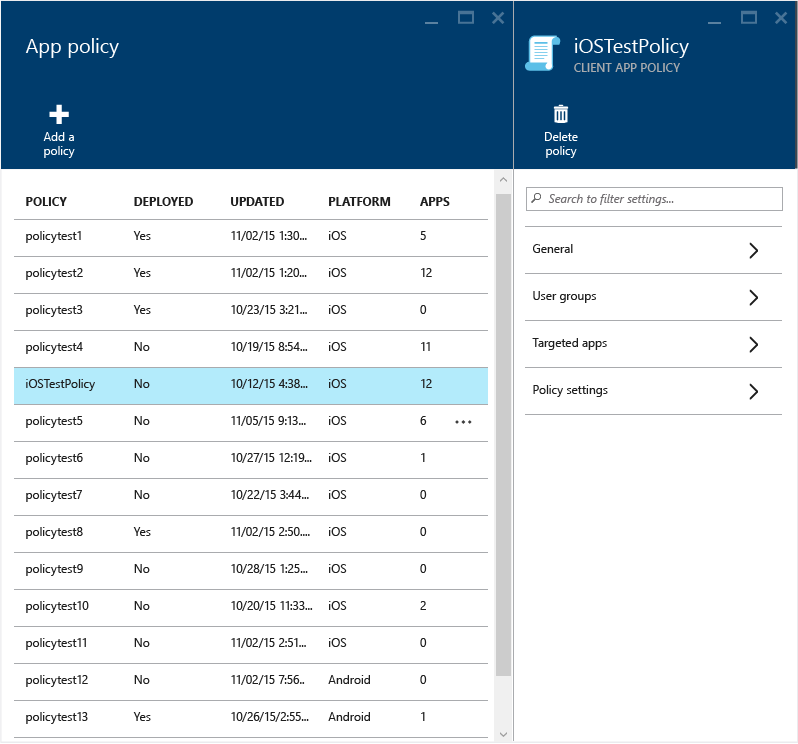 App policy
Add a
policy
POLICY DEPLOYED UPDATED PLATFORM APPS
policytest1 Yes 11/02/15 1:30... iOS 5
policytest2 Yes 11/02/15 1:20... iOS 12
policytest3 Yes 10/23/15 3:21... iOS 0
policytest4 No 10/19/15 8:54... iOS 11
iOSTestPolicy No 10/12/15 4:38... iOS 12
policytest5 No 11/05/15 9:13... iOS 6 ...
policytest6 No 10/27/15 12:19... iOS 1
policytest7 No 10/22/15 3:44... iOS 0
policytest8 Yes 11/02/15 2:50.... iOS 0
policytest9 No 10/28/15 1:25... iOS 0
policytest10 No 10/20/15 11:33... iOS 2
policytest11 No 11/02/15 2:51... iOS 0
policytest12 No 11/02/15 7:56.. Android 0
policytest13 Yes 10/26/15/2:55... Android 1
iOSTestPolicy
CLIENT APP POLICY
Delete
policy
Search to filter settings...
General
User groups
Targeted apps
Policy settings